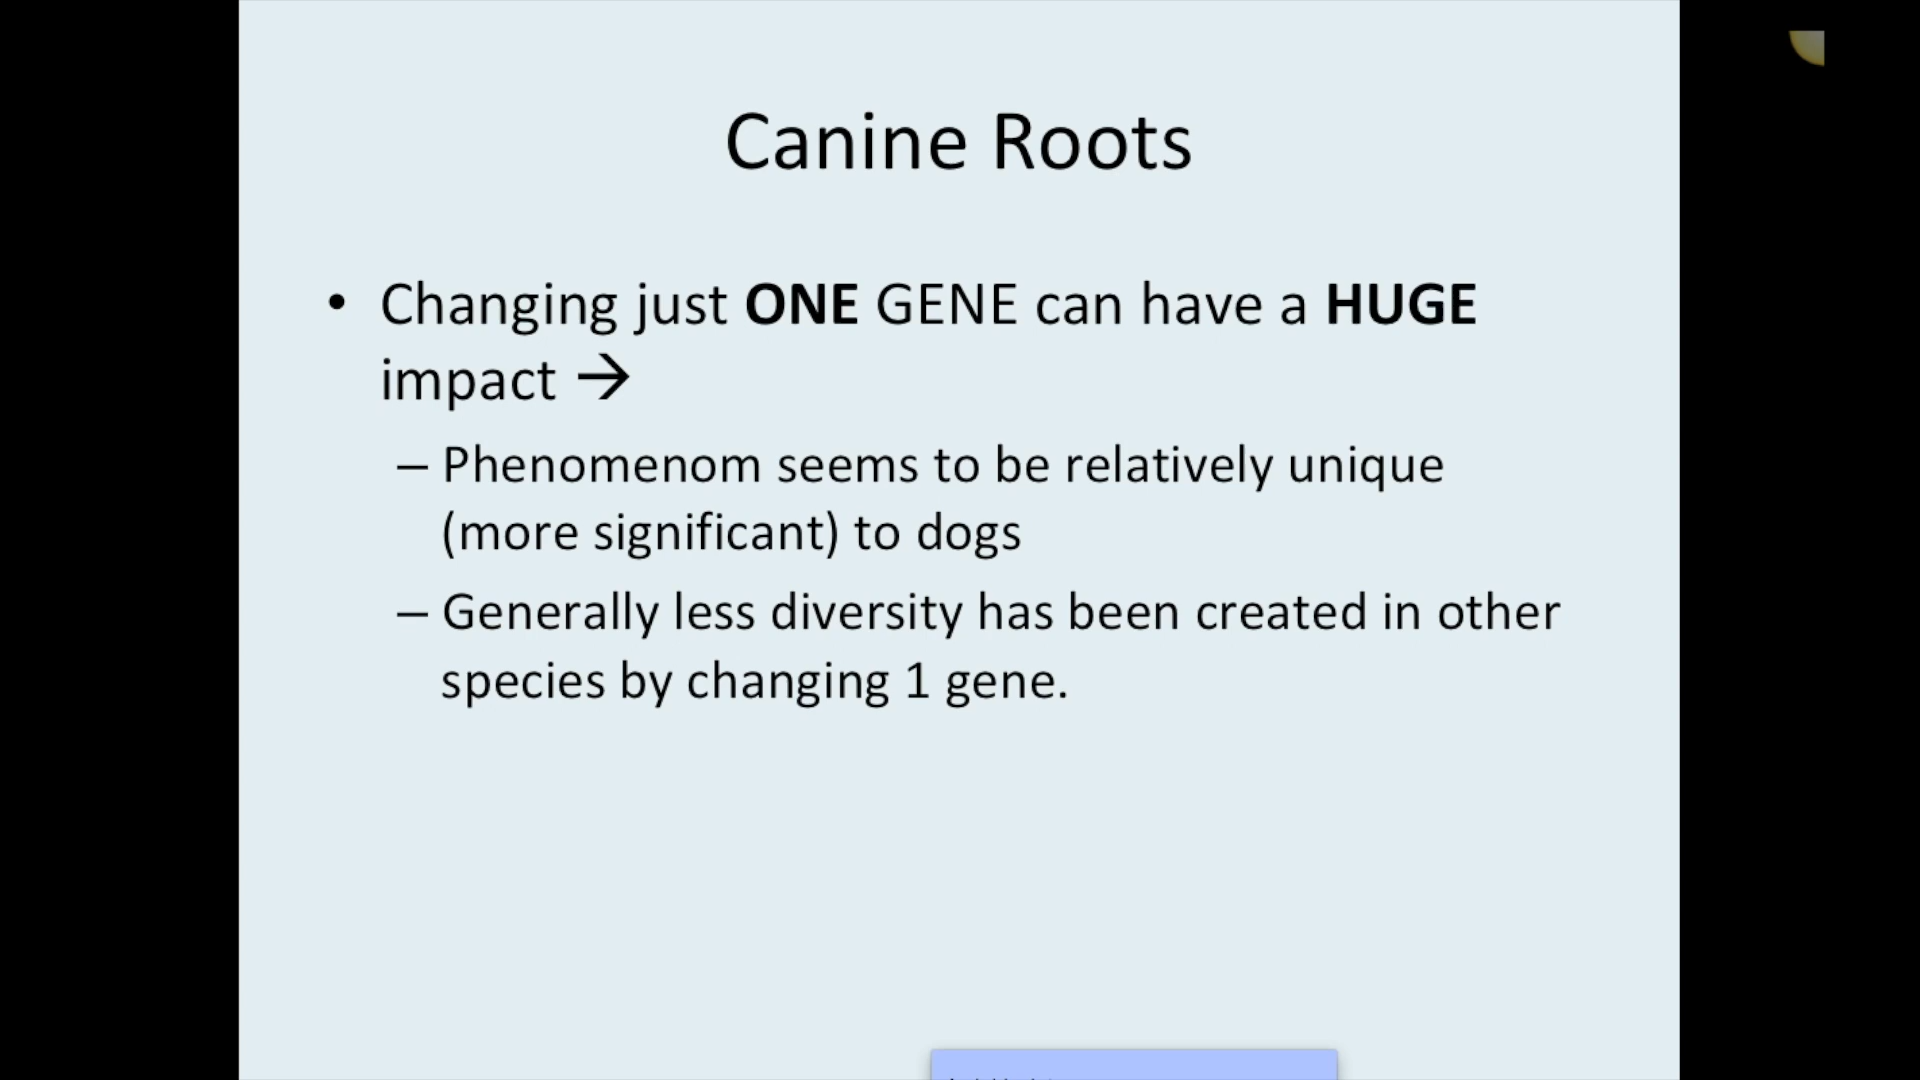 Canine Roots
• Changing just ONE GENE can have a HUGE
impact →
– Phenomenom seems to be relatively unique
(more significant) to dogs
– Generally less diversity has been created in other
species by changing 1 gene.